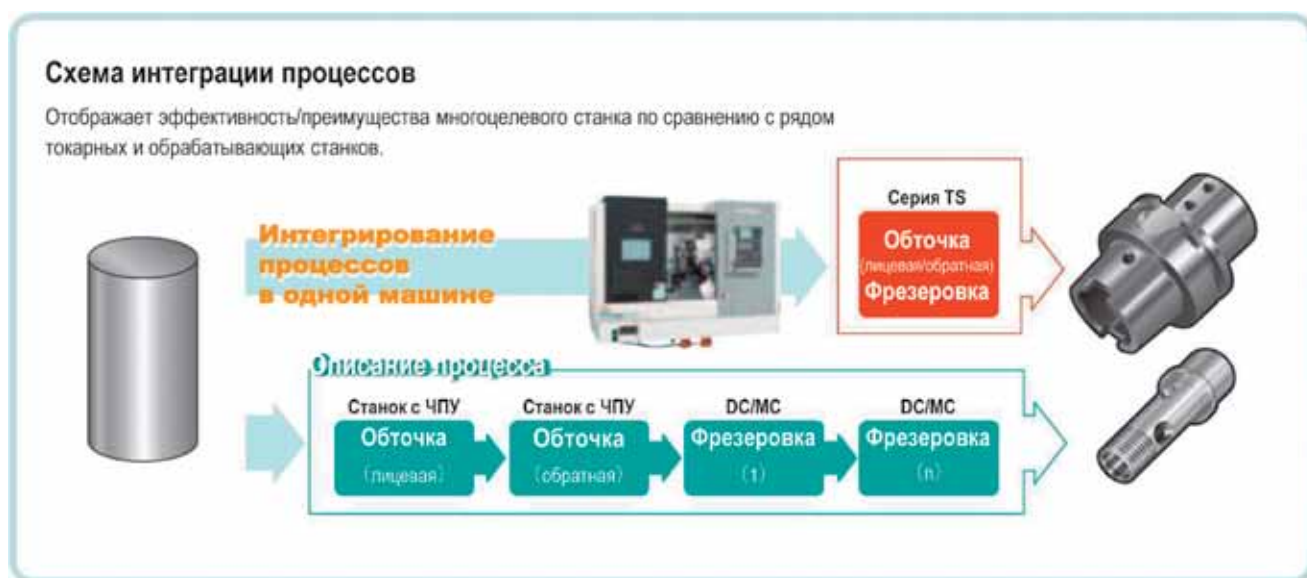 Схема интеграции процессов
Отображает эффективность/преимущества многоцелевого станка по сравнению с рядом
токарных и обрабатывающих станков.
Интегрирование
процессов
в одной машине
Серия TS
Обточка
(лицевая/обратная)
Фрезеровка
Описание процесса
Станок с ЧПУ
Обточка
(лицевая)
Станок с ЧПУ
Обточка
(обратная)
DC/MC
Фрезеровка
(1)
DC/MC
Фрезеровка
(n)